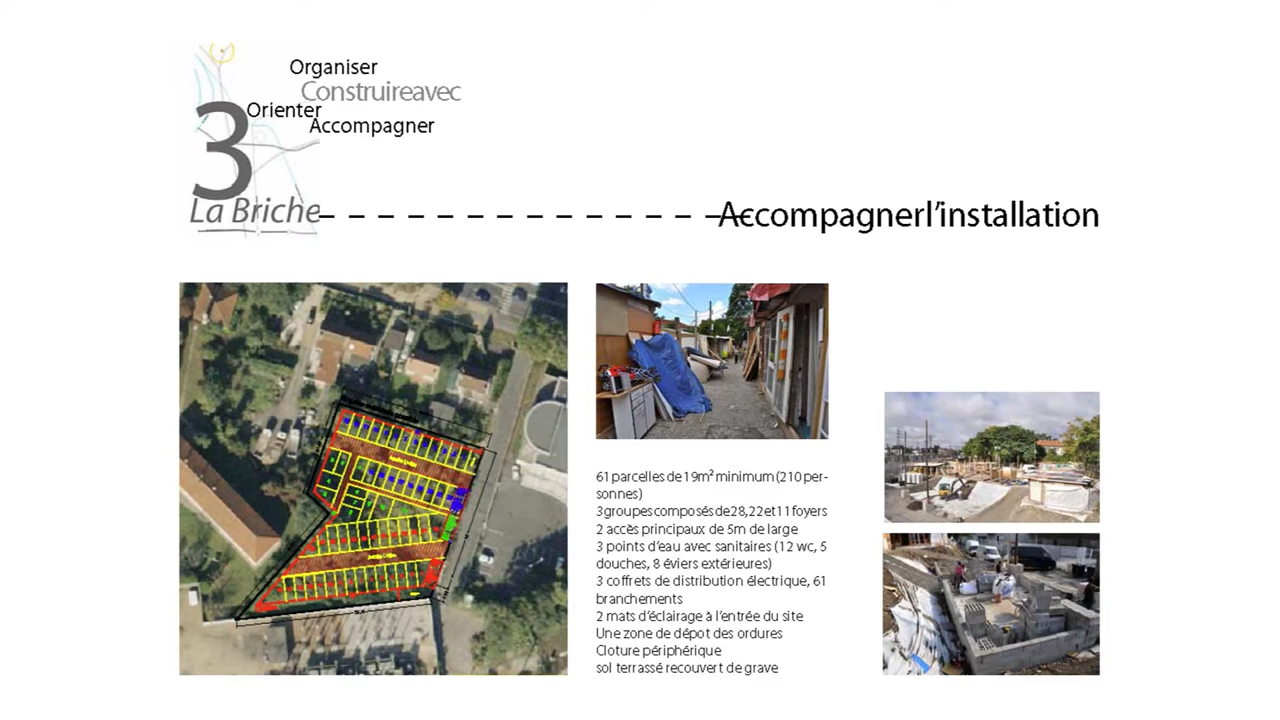 Organiser
Construireavec
Orienter
Accompagner
3
La Briche
Accompagnerl’installation
61 parcelles de 19m² minimum (210 per-
sonnes)
3 groupes composés de 28, 22 et 11 foyers
2 accès principaux de 5m de large
3 points d’eau avec sanitaires (12 wc, 5
douches, 8 éviers extérieures)
3 coffrets de distribution électrique, 61
branchements
2 mats d’éclairage à l’entrée du site
Une zone de dépot des ordures
Cloture périphérique
sol terrassé recouvert de grave